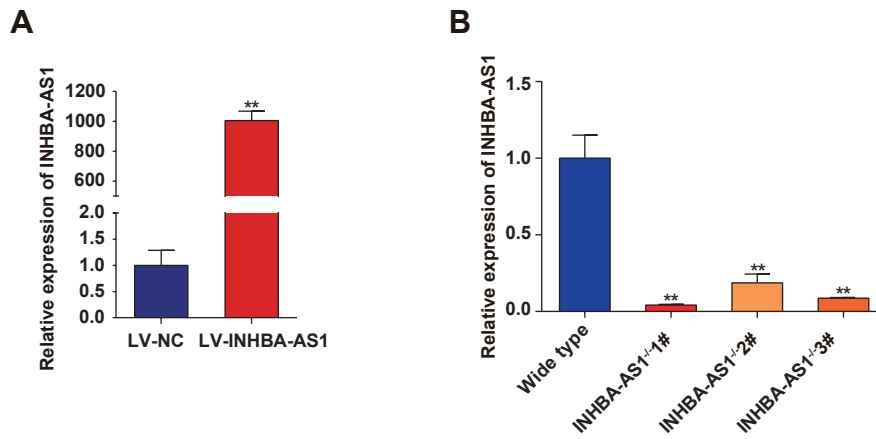 A
Relative expression of INHBA-AS1
1200
1000
800
600
2.0
1.5
1.0
0.5
0.0
**
LV-NC
LV-INHBA-AS1
B
Relative expression of INHBA-AS1
1.5
1.0
0.5
0.0
**
**
**
Wide type
INHBA-AS1⁻/⁻1#
INHBA-AS1⁻/⁻2#
INHBA-AS1⁻/⁻3#